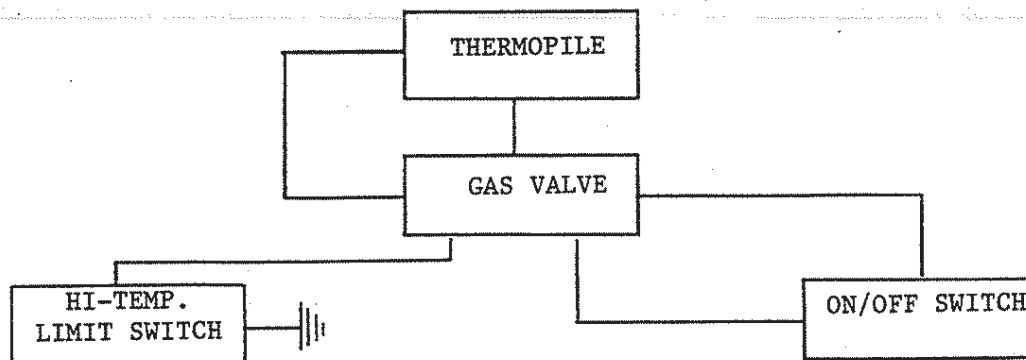 THERMOPILE
GAS VALVE
HI-TEMP.
LIMIT SWITCH
ON/OFF SWITCH